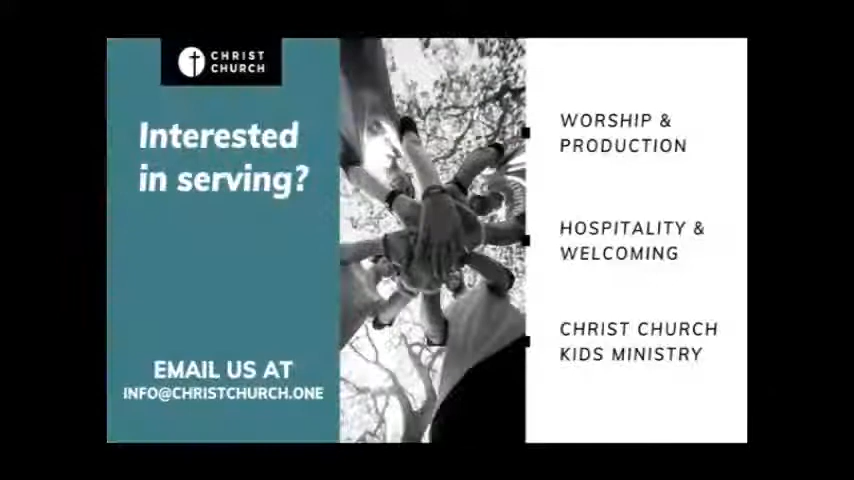 CHRIST
CHURCH
Interested
in serving?
EMAIL US AT
INFO@CHRISTCHURCH.ONE
WORSHIP &
PRODUCTION
HOSPITALITY &
WELCOMING
CHRIST CHURCH
KIDS MINISTRY